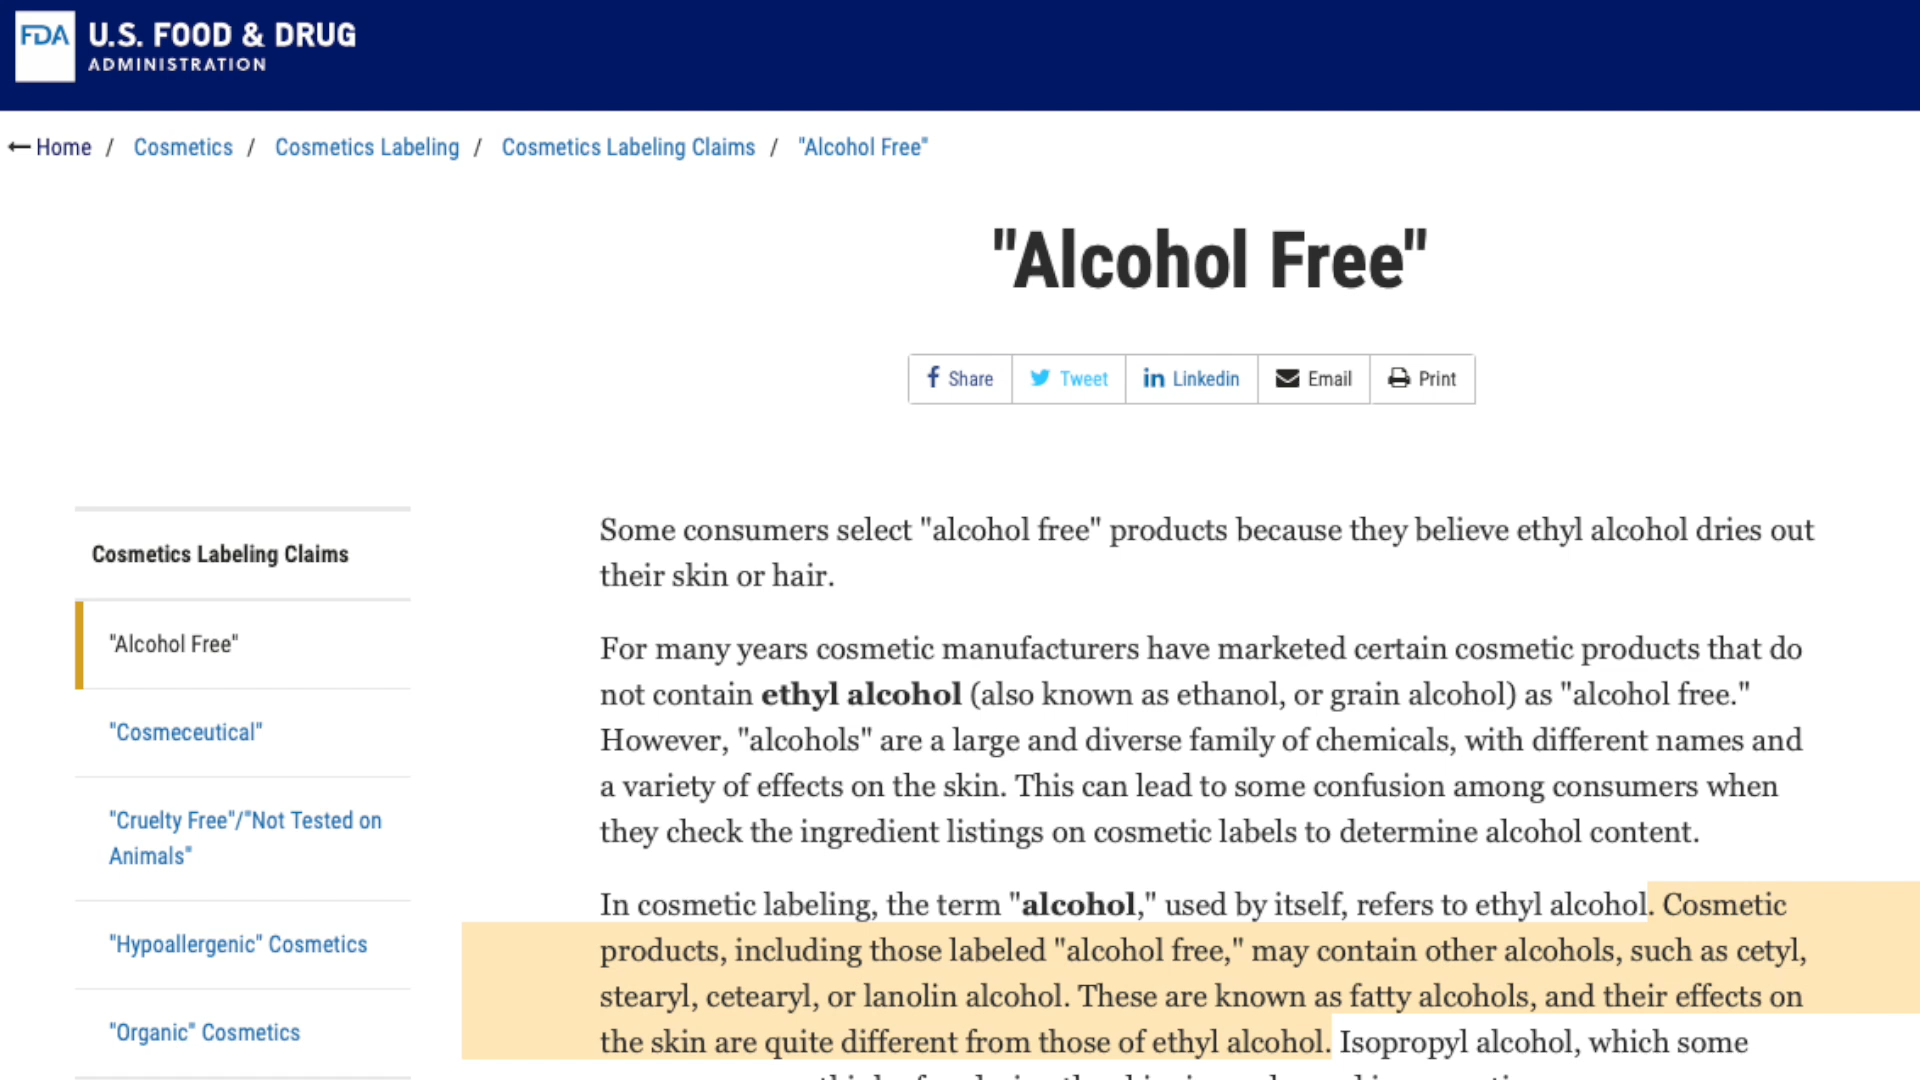 FDA U.S. FOOD & DRUG
ADMINISTRATION
Home / Cosmetics / Cosmetics Labeling / Cosmetics Labeling Claims / "Alcohol Free"
"Alcohol Free"
Share Tweet Linkedin Email Print
Cosmetics Labeling Claims
"Alcohol Free"
"Cosmeceutical"
"Cruelty Free"/"Not Tested on
Animals"
"Hypoallergenic" Cosmetics
"Organic" Cosmetics
Some consumers select "alcohol free" products because they believe ethyl alcohol dries out
their skin or hair.
For many years cosmetic manufacturers have marketed certain cosmetic products that do
not contain ethyl alcohol (also known as ethanol, or grain alcohol) as "alcohol free."
However, "alcohols" are a large and diverse family of chemicals, with different names and
a variety of effects on the skin. This can lead to some confusion among consumers when
they check the ingredient listings on cosmetic labels to determine alcohol content.
In cosmetic labeling, the term "alcohol," used by itself, refers to ethyl alcohol. Cosmetic
products, including those labeled "alcohol free," may contain other alcohols, such as cetyl,
stearyl, cetearyl, or lanolin alcohol. These are known as fatty alcohols, and their effects on
the skin are quite different from those of ethyl alcohol. Isopropyl alcohol, which some